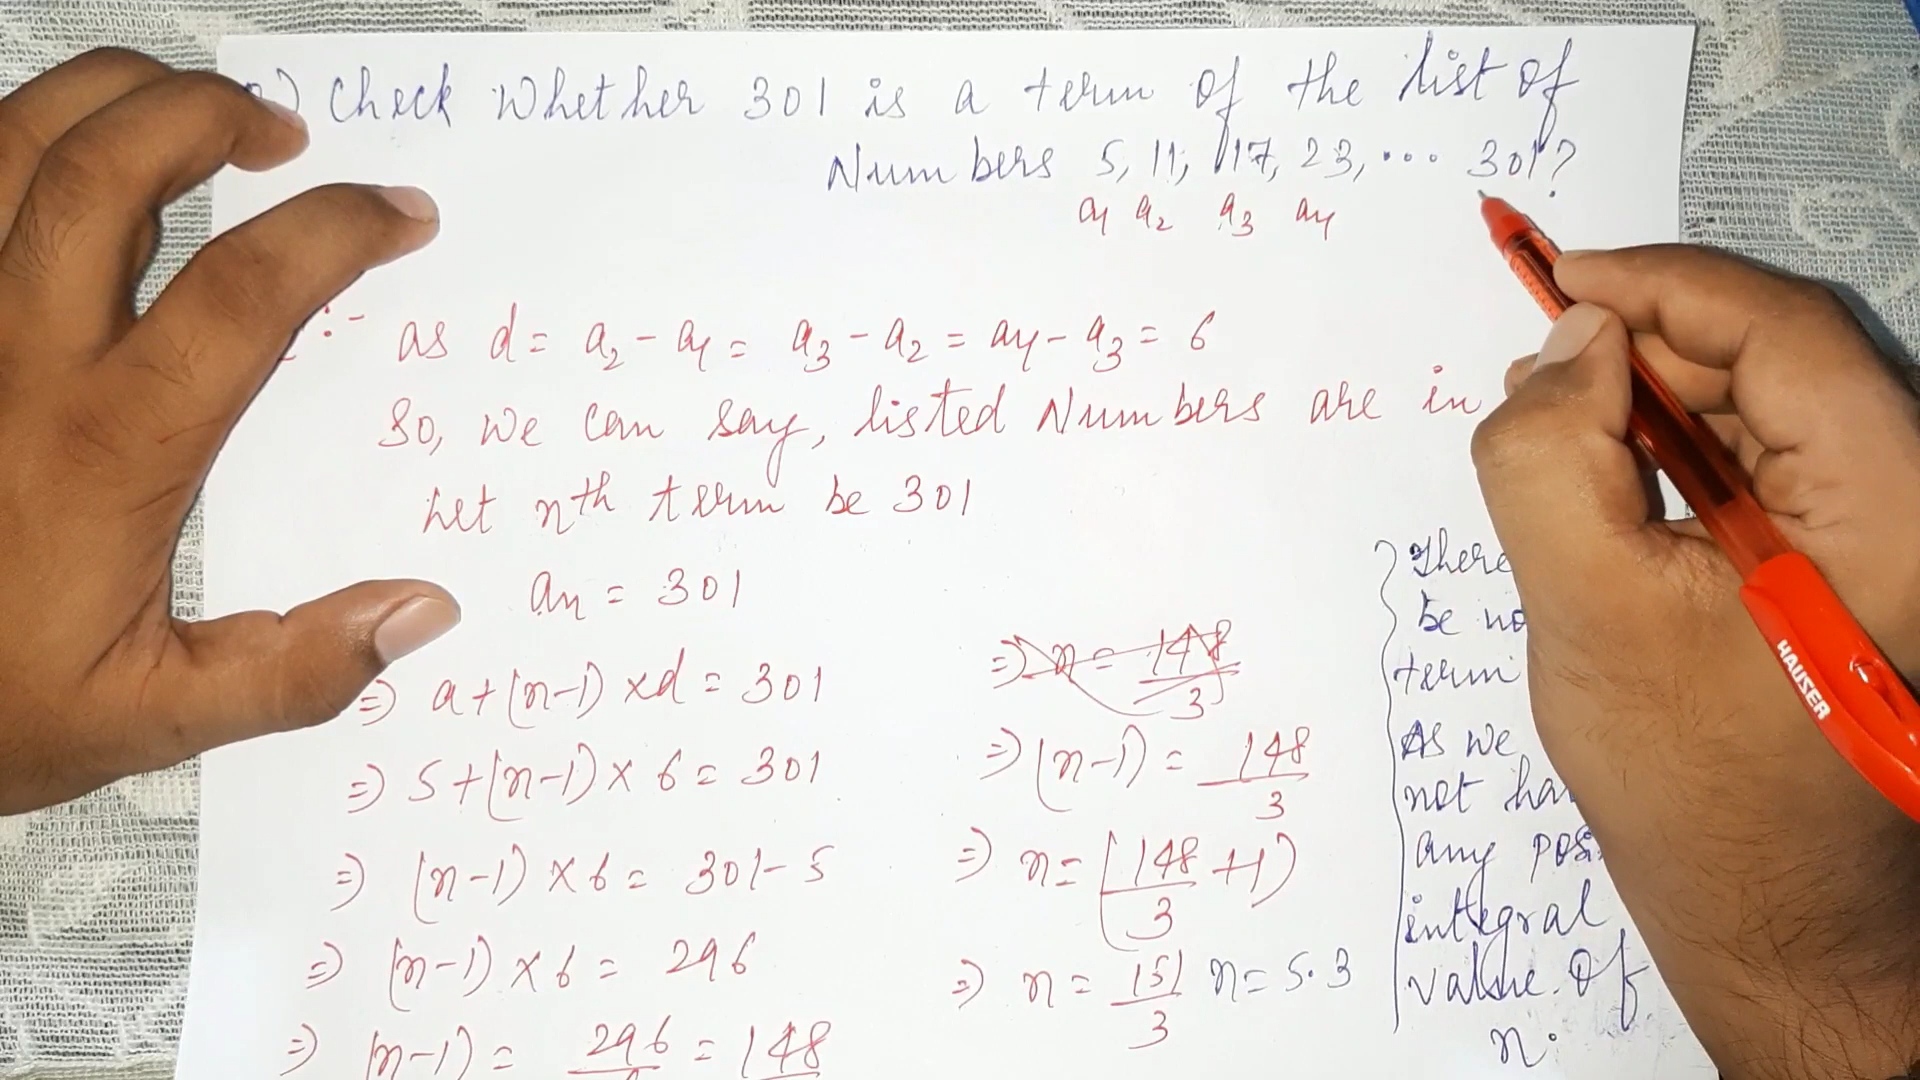 Check Whether 301 is a term of the list of
Numbers 5, 11, 17, 23, ... 301?
a1 a2 a3 a4
:- as d = a2 - a1 = a3 - a2 = a4 - a3 = 6
So, we can say, listed Numbers are in
Let nth term be 301
an = 301
=) a+(n-1) xd = 301
=) 5+(n-1) x 6 = 301
=) (n-1) x 6 = 301-5
=) (n-1) x 6 = 296
=) (n-1) = 296 = 148
=) n = 148/3
=) (n-1) = 148/3
=) n = (148/3 +1)
=) n = 151/3 n = 5.3
There
be no
term
As we
not
any
integral
value. Of
n.
HAUSER